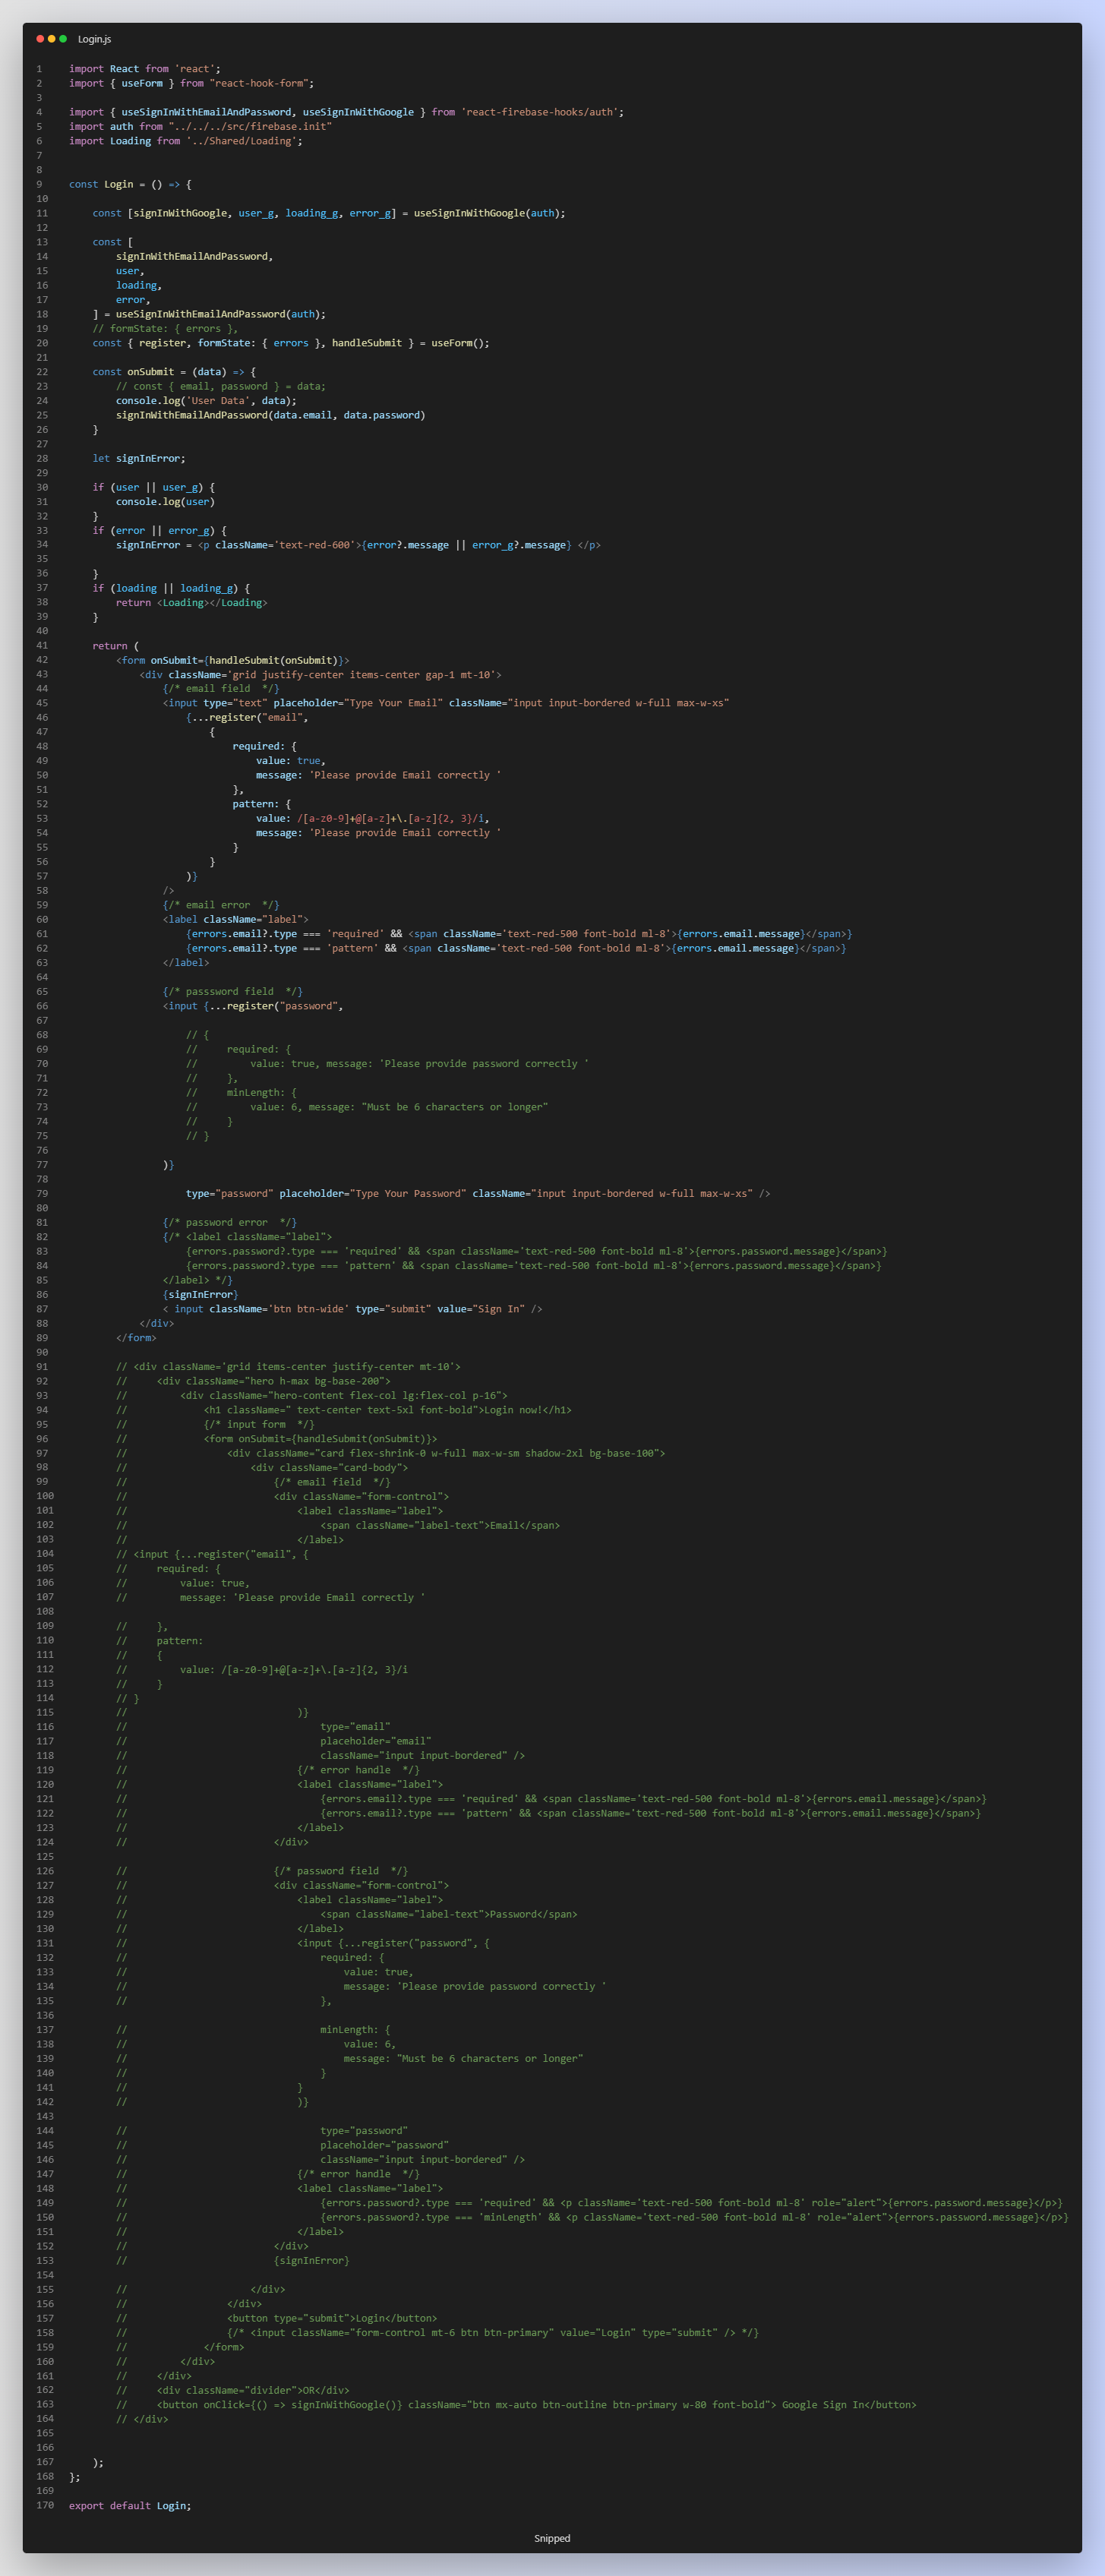 Login.js
1 import React from 'react';
2 import { useForm } from "react-hook-form";
3
4 import { useSignInWithEmailAndPassword, useSignInWithGoogle } from 'react-firebase-hooks/auth';
5 import auth from "../../../src/firebase.init"
6 import Loading from '../Shared/Loading';
7
8
9 const Login = () => {
10
11     const [signInWithGoogle, user_g, loading_g, error_g] = useSignInWithGoogle(auth);
12
13     const [
14         signInWithEmailAndPassword,
15         user,
16         loading,
17         error,
18     ] = useSignInWithEmailAndPassword(auth);
19     // formState: { errors },
20     const { register, formState: { errors }, handleSubmit } = useForm();
21
22     const onSubmit = (data) => {
23         // const { email, password } = data;
24         console.log('User Data', data);
25         signInWithEmailAndPassword(data.email, data.password)
26     }
27
28     let signInError;
29
30     if (user || user_g) {
31         console.log(user)
32     }
33     if (error || error_g) {
34         signInError = <p className='text-red-600'>{error?.message || error_g?.message} </p>
35
36     }
37     if (loading || loading_g) {
38         return <Loading></Loading>
39     }
40
41     return (
42         <form onSubmit={handleSubmit(onSubmit)}>
43             <div className='grid justify-center items-center gap-1 mt-10'>
44                 {/* email field  */}
45                 <input type="text" placeholder="Type Your Email" className="input input-bordered w-full max-w-xs"
46                     {...register("email",
47                         {
48                             required: {
49                                 value: true,
50                                 message: 'Please provide Email correctly '
51                             },
52                             pattern: {
53                                 value: /[a-z0-9]+@[a-z]+\.[a-z]{2, 3}/i,
54                                 message: 'Please provide Email correctly '
55                             }
56                         }
57                     )}
58                 />
59                 {/* email error  */}
60                 <label className="label">
61                     {errors.email?.type === 'required' && <span className='text-red-500 font-bold ml-8'>{errors.email.message}</span>}
62                     {errors.email?.type === 'pattern' && <span className='text-red-500 font-bold ml-8'>{errors.email.message}</span>}
63                 </label>
64
65                 {/* passsword field  */}
66                 <input {...register("password",
67
68                     // {
69                     //     required: {
70                     //         value: true, message: 'Please provide password correctly '
71                     //     },
72                     //     minLength: {
73                     //         value: 6, message: "Must be 6 characters or longer"
74                     //     }
75                     // }
76
77                 )}
78
79                     type="password" placeholder="Type Your Password" className="input input-bordered w-full max-w-xs" />
80
81                 {/* password error  */}
82                 {/* <label className="label">
83                     {errors.password?.type === 'required' && <span className='text-red-500 font-bold ml-8'>{errors.password.message}</span>}
84                     {errors.password?.type === 'pattern' && <span className='text-red-500 font-bold ml-8'>{errors.password.message}</span>}
85                 </label> */}
86                 {signInError}
87                 < input className='btn btn-wide' type="submit" value="Sign In" />
88             </div>
89         </form>
90
91         // <div className='grid items-center justify-center mt-10'>
92         //     <div className="hero h-max bg-base-200">
93         //         <div className="hero-content flex-col lg:flex-col p-16">
94         //             <h1 className=" text-center text-5xl font-bold">Login now!</h1>
95         //             {/* input form  */}
96         //             <form onSubmit={handleSubmit(onSubmit)}>
97         //                 <div className="card flex-shrink-0 w-full max-w-sm shadow-2xl bg-base-100">
98         //                     <div className="card-body">
99         //                         {/* email field  */}
100         //                         <div className="form-control">
101         //                             <label className="label">
102         //                                 <span className="label-text">Email</span>
103         //                             </label>
104         // <input {...register("email", {
105         //     required: {
106         //         value: true,
107         //         message: 'Please provide Email correctly '
108
109         //     },
110         //     pattern:
111         //     {
112         //         value: /[a-z0-9]+@[a-z]+\.[a-z]{2, 3}/i
113         //     }
114         // }
115         //                             )}
116         //                                 type="email"
117         //                                 placeholder="email"
118         //                                 className="input input-bordered" />
119         //                             {/* error handle  */}
120         //                             <label className="label">
121         //                                 {errors.email?.type === 'required' && <span className='text-red-500 font-bold ml-8'>{errors.email.message}</span>}
122         //                                 {errors.email?.type === 'pattern' && <span className='text-red-500 font-bold ml-8'>{errors.email.message}</span>}
123         //                             </label>
124         //                         </div>
125
126         //                         {/* password field  */}
127         //                         <div className="form-control">
128         //                             <label className="label">
129         //                                 <span className="label-text">Password</span>
130         //                             </label>
131         //                             <input {...register("password", {
132         //                                 required: {
133         //                                     value: true,
134         //                                     message: 'Please provide password correctly '
135         //                                 },
136
137         //                                 minLength: {
138         //                                     value: 6,
139         //                                     message: "Must be 6 characters or longer"
140         //                                 }
141         //                             }
142         //                             )}
143
144         //                                 type="password"
145         //                                 placeholder="password"
146         //                                 className="input input-bordered" />
147         //                             {/* error handle  */}
148         //                             <label className="label">
149         //                                 {errors.password?.type === 'required' && <p className='text-red-500 font-bold ml-8' role="alert">{errors.password.message}</p>}
150         //                                 {errors.password?.type === 'minLength' && <p className='text-red-500 font-bold ml-8' role="alert">{errors.password.message}</p>}
151         //                             </label>
152         //                         </div>
153         //                         {signInError}
154
155         //                     </div>
156         //                 </div>
157         //                 <button type="submit">Login</button>
158         //                 {/* <input className="form-control mt-6 btn btn-primary" value="Login" type="submit" /> */}
159         //             </form>
160         //         </div>
161         //     </div>
162         //     <div className="divider">OR</div>
163         //     <button onClick={() => signInWithGoogle()} className="btn mx-auto btn-outline btn-primary w-80 font-bold"> Google Sign In</button>
164         // </div>
165
166
167     );
168 };
169
170 export default Login;
Snipped